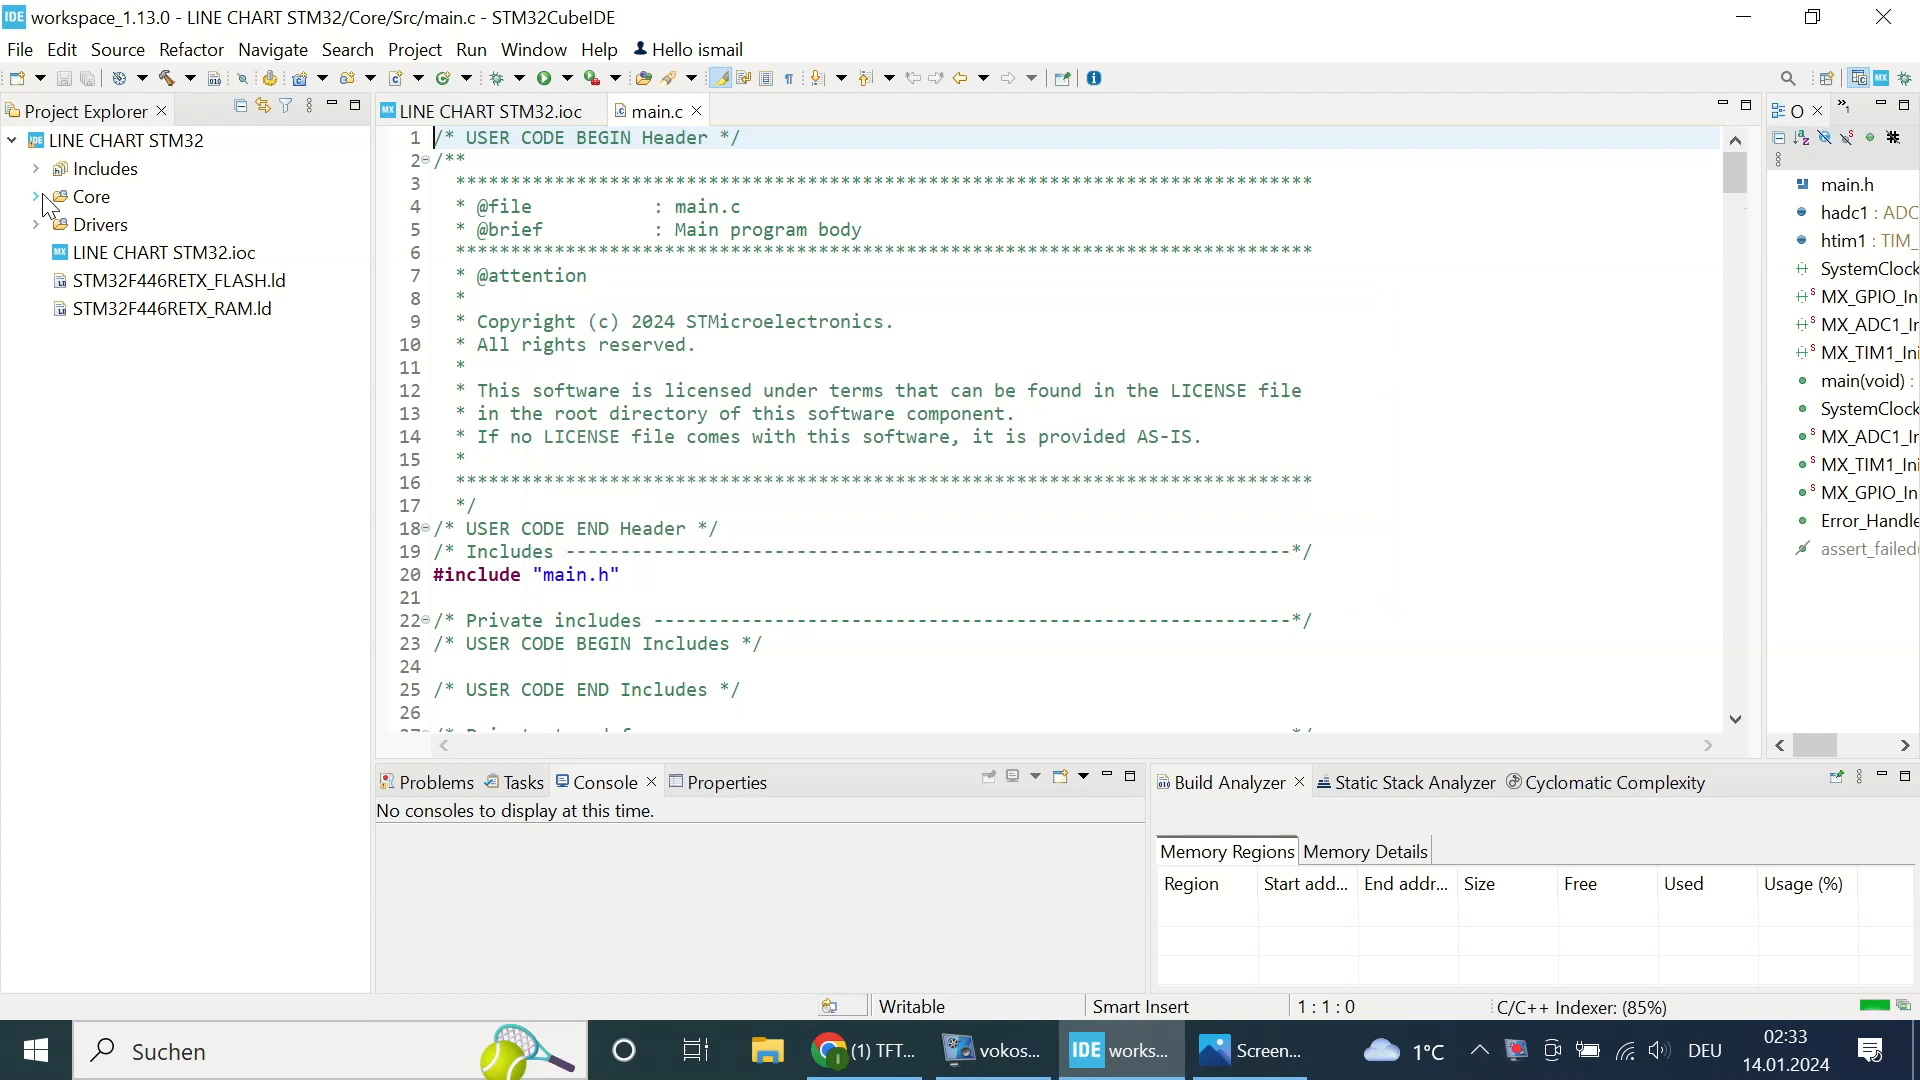 IDE workspace_1.13.0 - LINE CHART STM32/Core/Src/main.c - STM32CubeIDE
File Edit Source Refactor Navigate Search Project Run Window Help Hello ismail
Project Explorer
LINE CHART STM32
Includes
Core
Drivers
MX LINE CHART STM32.ioc
STM32F446RETX_FLASH.ld
STM32F446RETX_RAM.ld
MX LINE CHART STM32.ioc
main.c
1 /* USER CODE BEGIN Header */
2 /**
3 ******************************************************************************
4 * @file : main.c
5 * @brief : Main program body
6 ******************************************************************************
7 * @attention
8 *
9 * Copyright (c) 2024 STMicroelectronics.
10 * All rights reserved.
11 *
12 * This software is licensed under terms that can be found in the LICENSE file
13 * in the root directory of this software component.
14 * If no LICENSE file comes with this software, it is provided AS-IS.
15 *
16 ******************************************************************************
17 */
18 /* USER CODE END Header */
19 /* Includes ------------------------------------------------------------------*/
20 #include "main.h"
21
22 /* Private includes ----------------------------------------------------------*/
23 /* USER CODE BEGIN Includes */
24
25 /* USER CODE END Includes */
26
O
main.h
hadc1 : ADC
htim1 : TIM_
SystemClock
MX_GPIO_In
MX_ADC1_Ir
MX_TIM1_Ini
main(void) :
SystemClock
MX_ADC1_Ir
MX_TIM1_Ini
MX_GPIO_In
Error_Handle
assert_failed(
Problems Tasks Console Properties
No consoles to display at this time.
Build Analyzer Static Stack Analyzer Cyclomatic Complexity
Memory Regions Memory Details
Region Start add... End addr... Size Free Used Usage (%)
Writable Smart Insert 1 : 1 : 0 C/C++ Indexer: (85%)
Suchen
(1) TFT...
vokos...
IDE works...
Screen...
1°C
DEU
02:33
14.01.2024